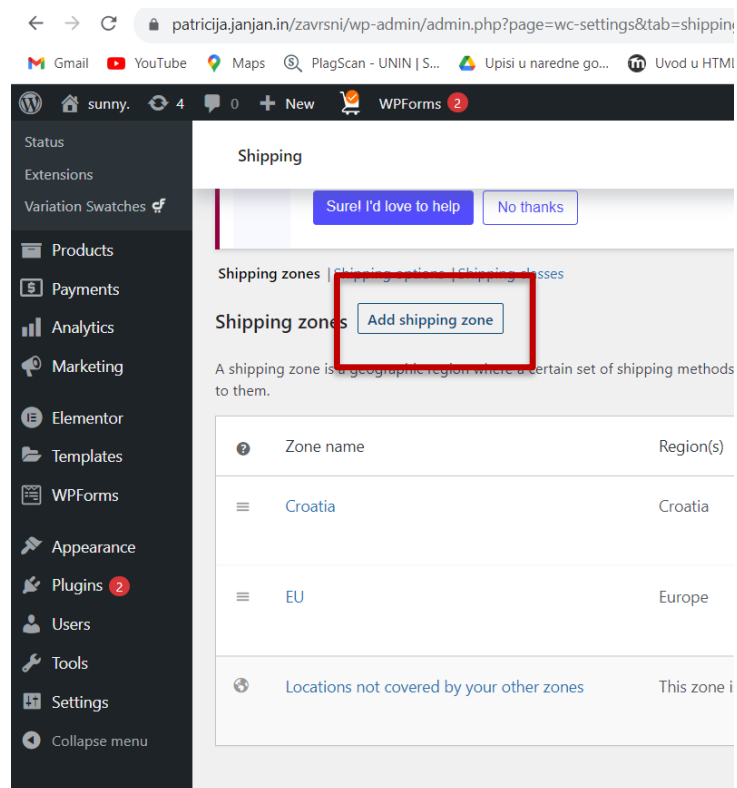 patricija.janjan.in/zavrsni/wp-admin/admin.php?page=wc-settings&tab=shipping
Gmail YouTube Maps PlagScan - UNIN | S... Upisi u naredne go... Uvod u HTML
sunny. 4 0 + New WPForms 2
Status
Extensions
Variation Swatches
Products
Payments
Analytics
Marketing
Elementor
Templates
WPForms
Appearance
Plugins 2
Users
Tools
Settings
Collapse menu
Shipping
Sure! I'd love to help No thanks
Shipping zones | Shipping options | Shipping classes
Shipping zones Add shipping zone
A shipping zone is a geographic region where a certain set of shipping methods
to them.
Zone name Region(s)
Croatia Croatia
EU Europe
Locations not covered by your other zones This zone i